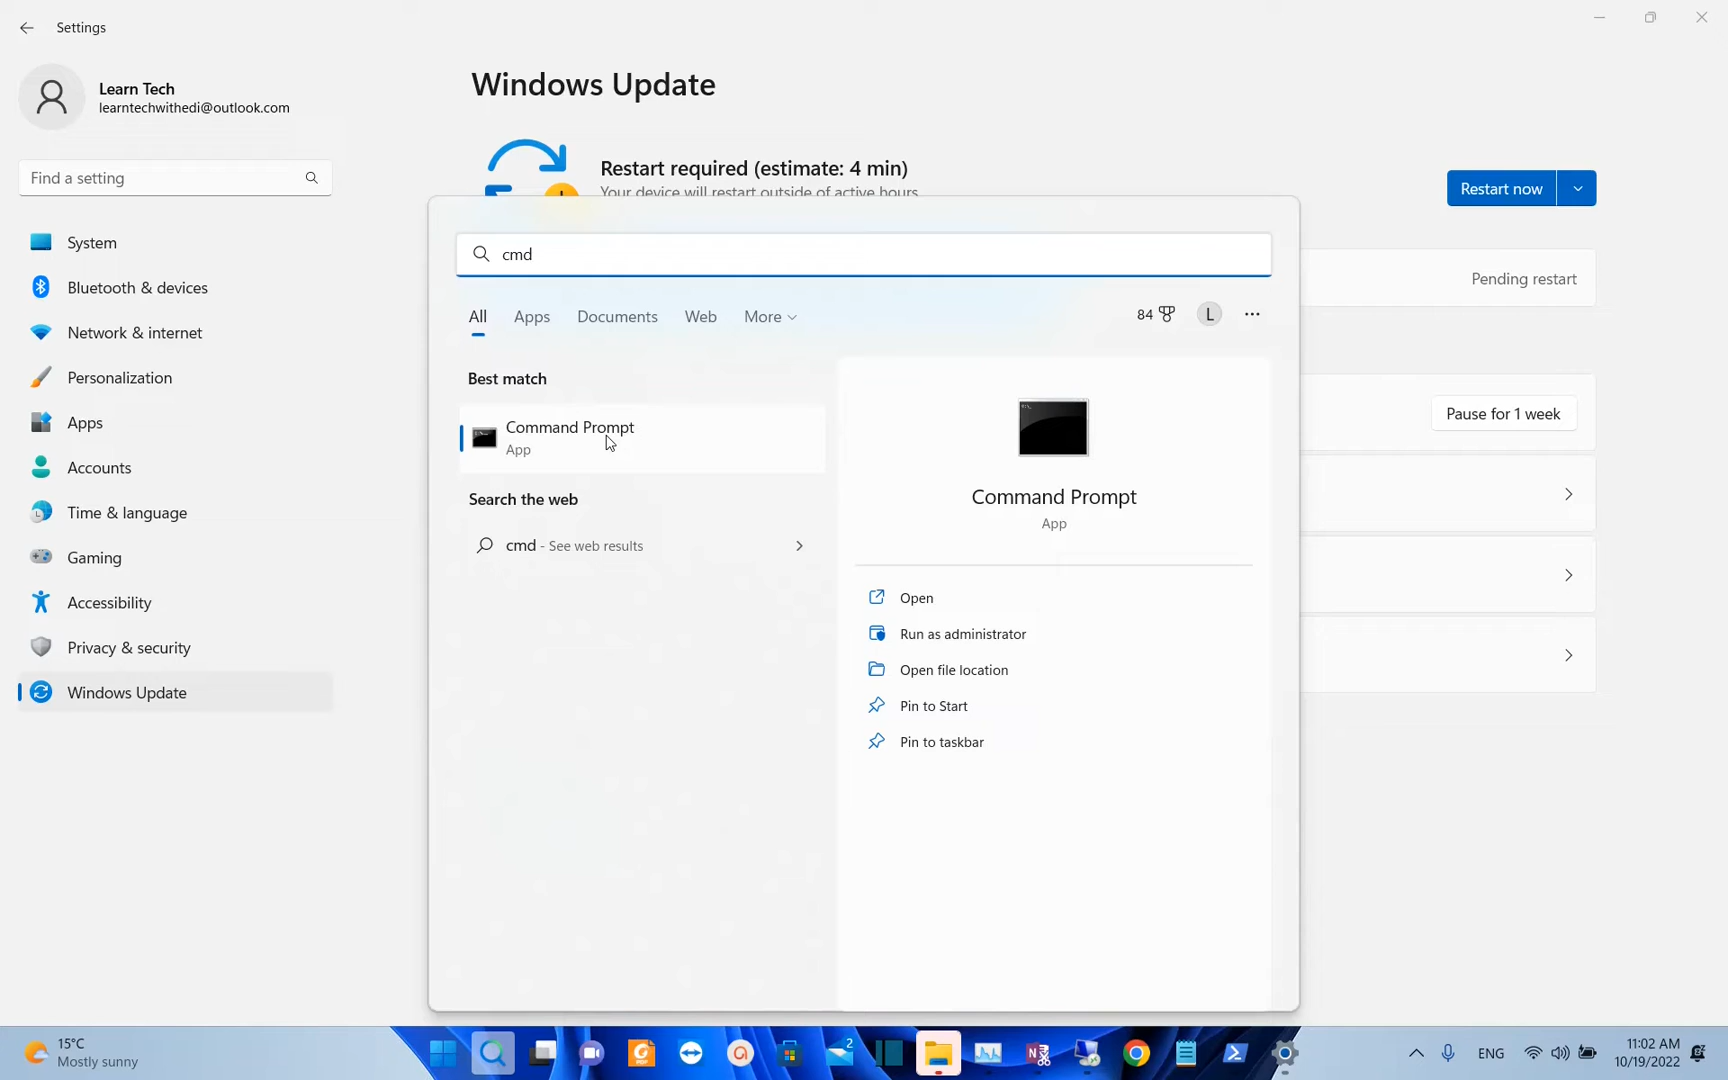 Settings
Learn Tech
learntechwithedi@outlook.com
Find a setting
System
Bluetooth & devices
Network & internet
Personalization
Apps
Accounts
Time & language
Gaming
Accessibility
Privacy & security
Windows Update
Windows Update
Restart required (estimate: 4 min)
Your device will restart outside of active hours.
Restart now
Pending restart
Pause for 1 week
cmd
All Apps Documents Web More
84 L ...
Best match
Command Prompt
App
Search the web
cmd - See web results
Command Prompt
App
Open
Run as administrator
Open file location
Pin to Start
Pin to taskbar
15°C
Mostly sunny
2
ENG
11:02 AM
10/19/2022